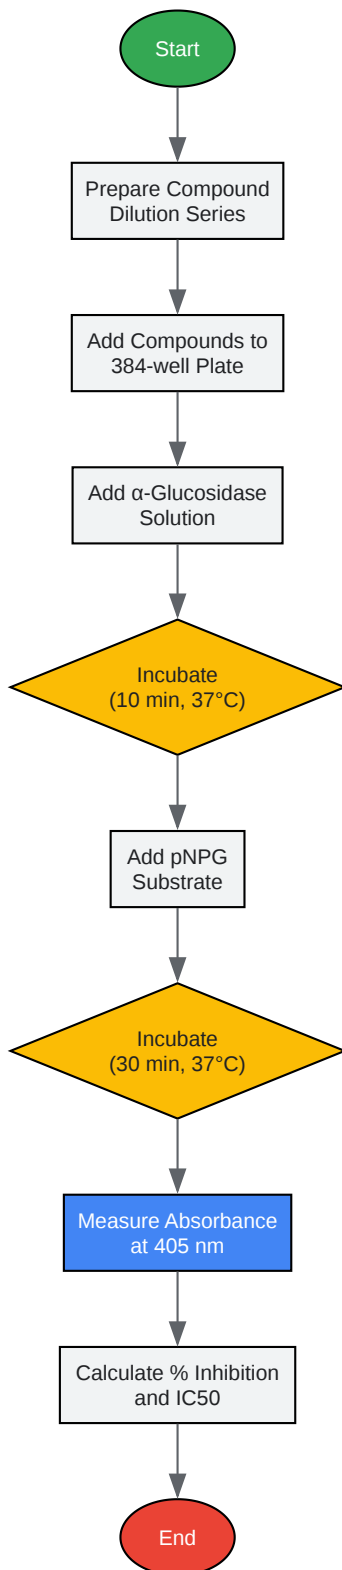 Start
Prepare Compound
Dilution Series
Add Compounds to
384-well Plate
Add α-Glucosidase
Solution
Incubate
(10 min, 37°C)
Add pNPG
Substrate
Incubate
(30 min, 37°C)
Measure Absorbance
at 405 nm
Calculate % Inhibition
and IC50
End